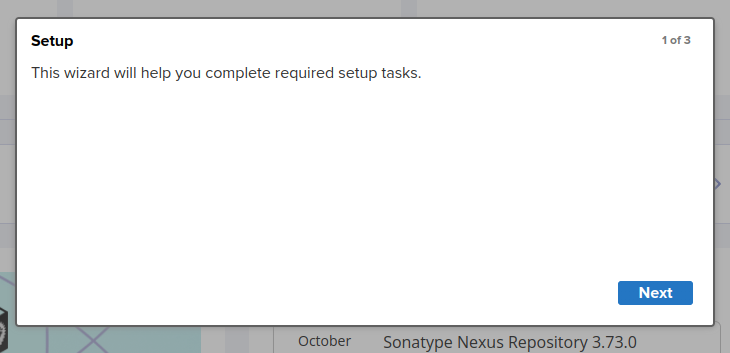 Setup
1 of 3
This wizard will help you complete required setup tasks.
Next
October
Sonatype Nexus Repository 3.73.0